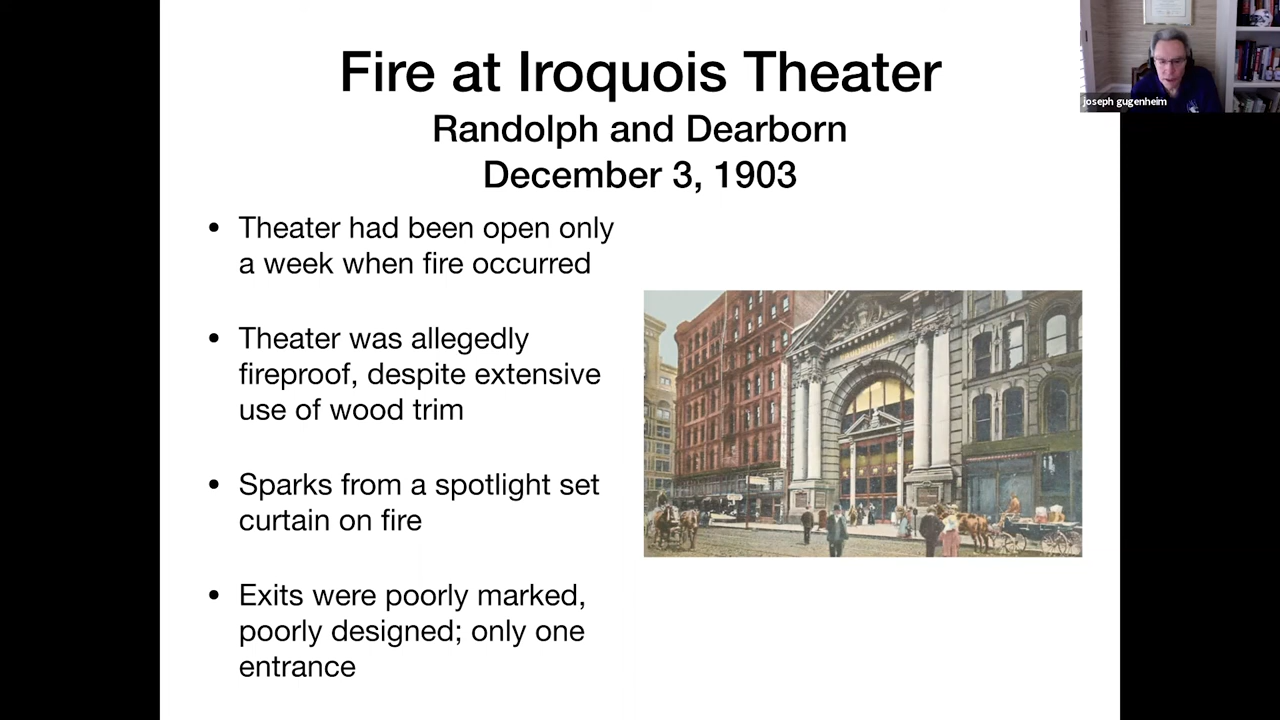 Fire at Iroquois Theater
Randolph and Dearborn
December 3, 1903
joseph gugenheim
• Theater had been open only
a week when fire occurred
• Theater was allegedly
fireproof, despite extensive
use of wood trim
• Sparks from a spotlight set
curtain on fire
• Exits were poorly marked,
poorly designed; only one
entrance